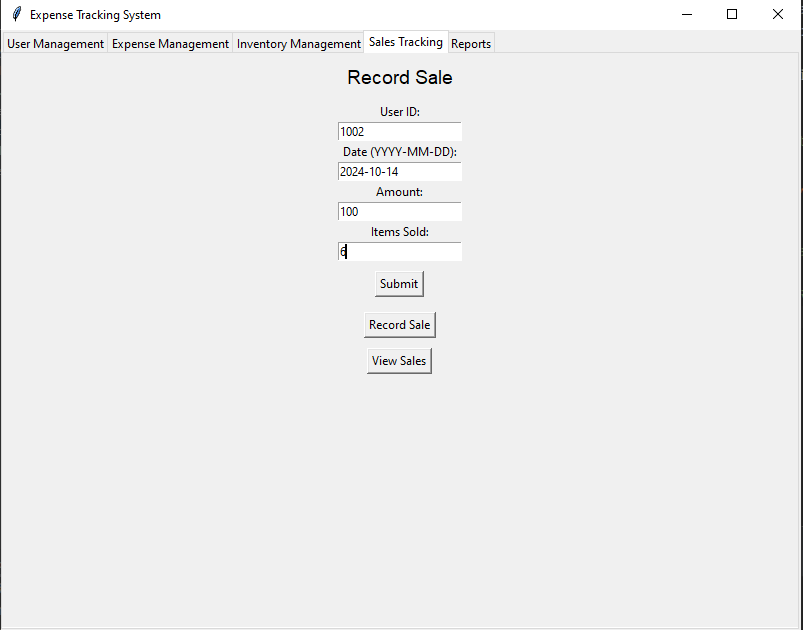 Expense Tracking System
User Management Expense Management Inventory Management Sales Tracking Reports
Record Sale
User ID:
1002
Date (YYYY-MM-DD):
2024-10-14
Amount:
100
Items Sold:
6
Submit
Record Sale
View Sales